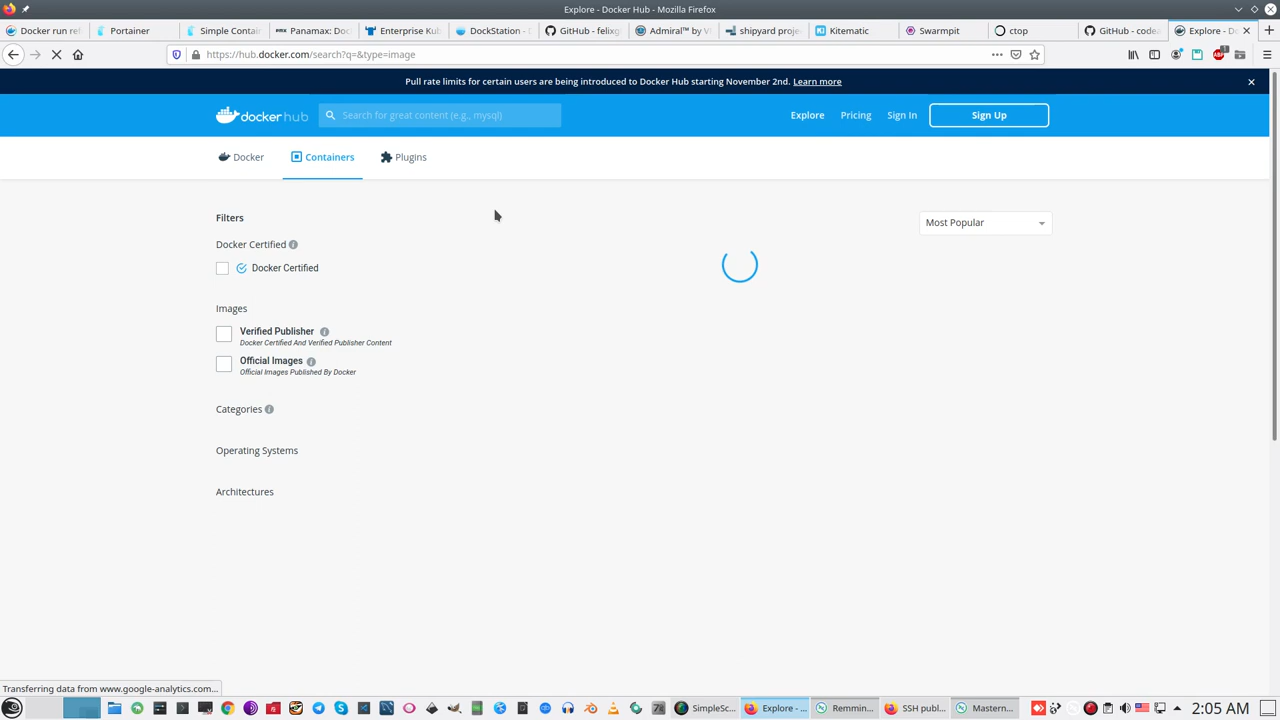 Explore - Docker Hub - Mozilla Firefox
Docker run ref
Portainer
Simple Contai
Panamax: Doc
Enterprise Kub
DockStation -
GitHub - felixg
Admiral™ by V
shipyard proje
Kitematic
Swarmpit
ctop
GitHub - codea
Explore - D
https://hub.docker.com/search?q=&type=image
Pull rate limits for certain users are being introduced to Docker Hub starting November 2nd. Learn more
docker hub
Search for great content (e.g., mysql)
Explore
Pricing
Sign In
Sign Up
Docker
Containers
Plugins
Filters
Most Popular
Docker Certified
Docker Certified
Images
Verified Publisher
Docker Certified And Verified Publisher Content
Official Images
Official Images Published By Docker
Categories
Operating Systems
Architectures
Transferring data from www.google-analytics.com...
SimpleSc...
Explore - ...
Remmin...
SSH publ...
Mastern...
2:05 AM